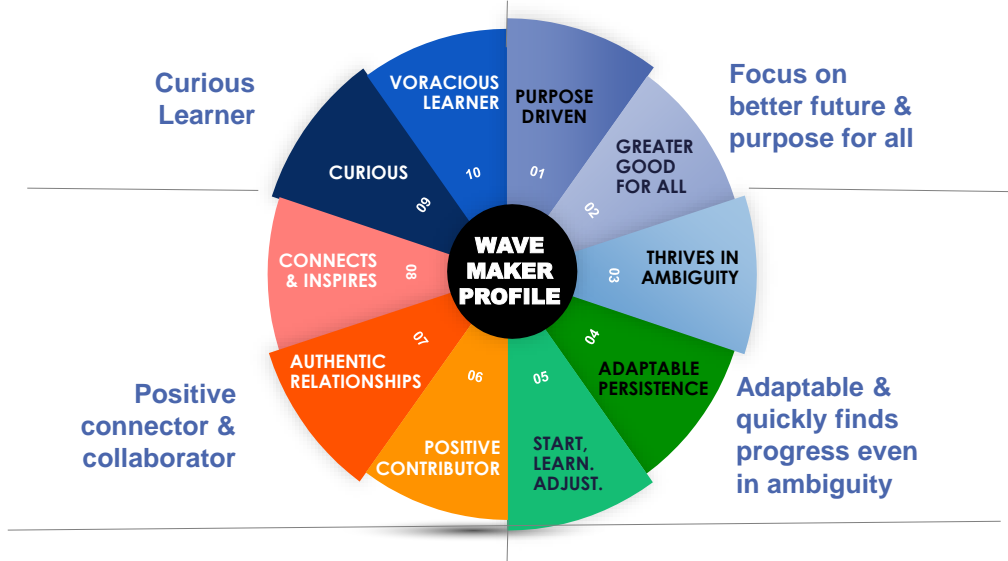 Curious
Learner
VORACIOUS
LEARNER
PURPOSE
DRIVEN
Focus on
better future &
purpose for all
GREATER
GOOD
FOR ALL
CURIOUS
10
01
09
02
WAVE
MAKER
PROFILE
CONNECTS
& INSPIRES
08
03
THRIVES IN
AMBIGUITY
07
04
AUTHENTIC
RELATIONSHIPS
06
05
ADAPTABLE
PERSISTENCE
Positive
connector &
collaborator
POSITIVE
CONTRIBUTOR
START,
LEARN.
ADJUST.
Adaptable &
quickly finds
progress even
in ambiguity